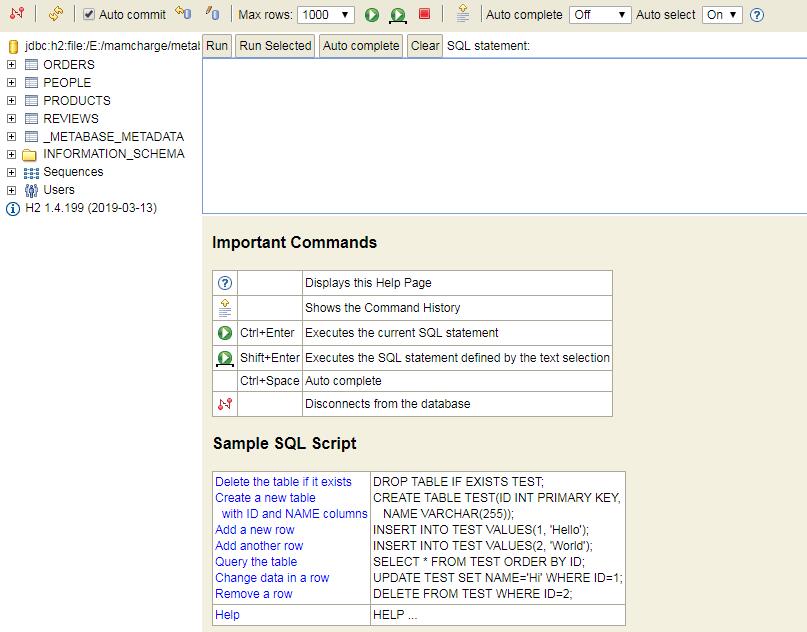 Auto commit Max rows: 1000 Auto complete Off Auto select On
jdbc:h2:file:/E:/mamcharge/metal
ORDERS
PEOPLE
PRODUCTS
REVIEWS
_METABASE_METADATA
INFORMATION_SCHEMA
Sequences
Users
H2 1.4.199 (2019-03-13)
Run Run Selected Auto complete Clear SQL statement:
Important Commands
Displays this Help Page
Shows the Command History
Ctrl+Enter Executes the current SQL statement
Shift+Enter Executes the SQL statement defined by the text selection
Ctrl+Space Auto complete
Disconnects from the database
Sample SQL Script
Delete the table if it exists DROP TABLE IF EXISTS TEST;
Create a new table CREATE TABLE TEST(ID INT PRIMARY KEY,
with ID and NAME columns NAME VARCHAR(255));
Add a new row INSERT INTO TEST VALUES(1, 'Hello');
Add another row INSERT INTO TEST VALUES(2, 'World');
Query the table SELECT * FROM TEST ORDER BY ID;
Change data in a row UPDATE TEST SET NAME='Hi' WHERE ID=1;
Remove a row DELETE FROM TEST WHERE ID=2;
Help HELP ...